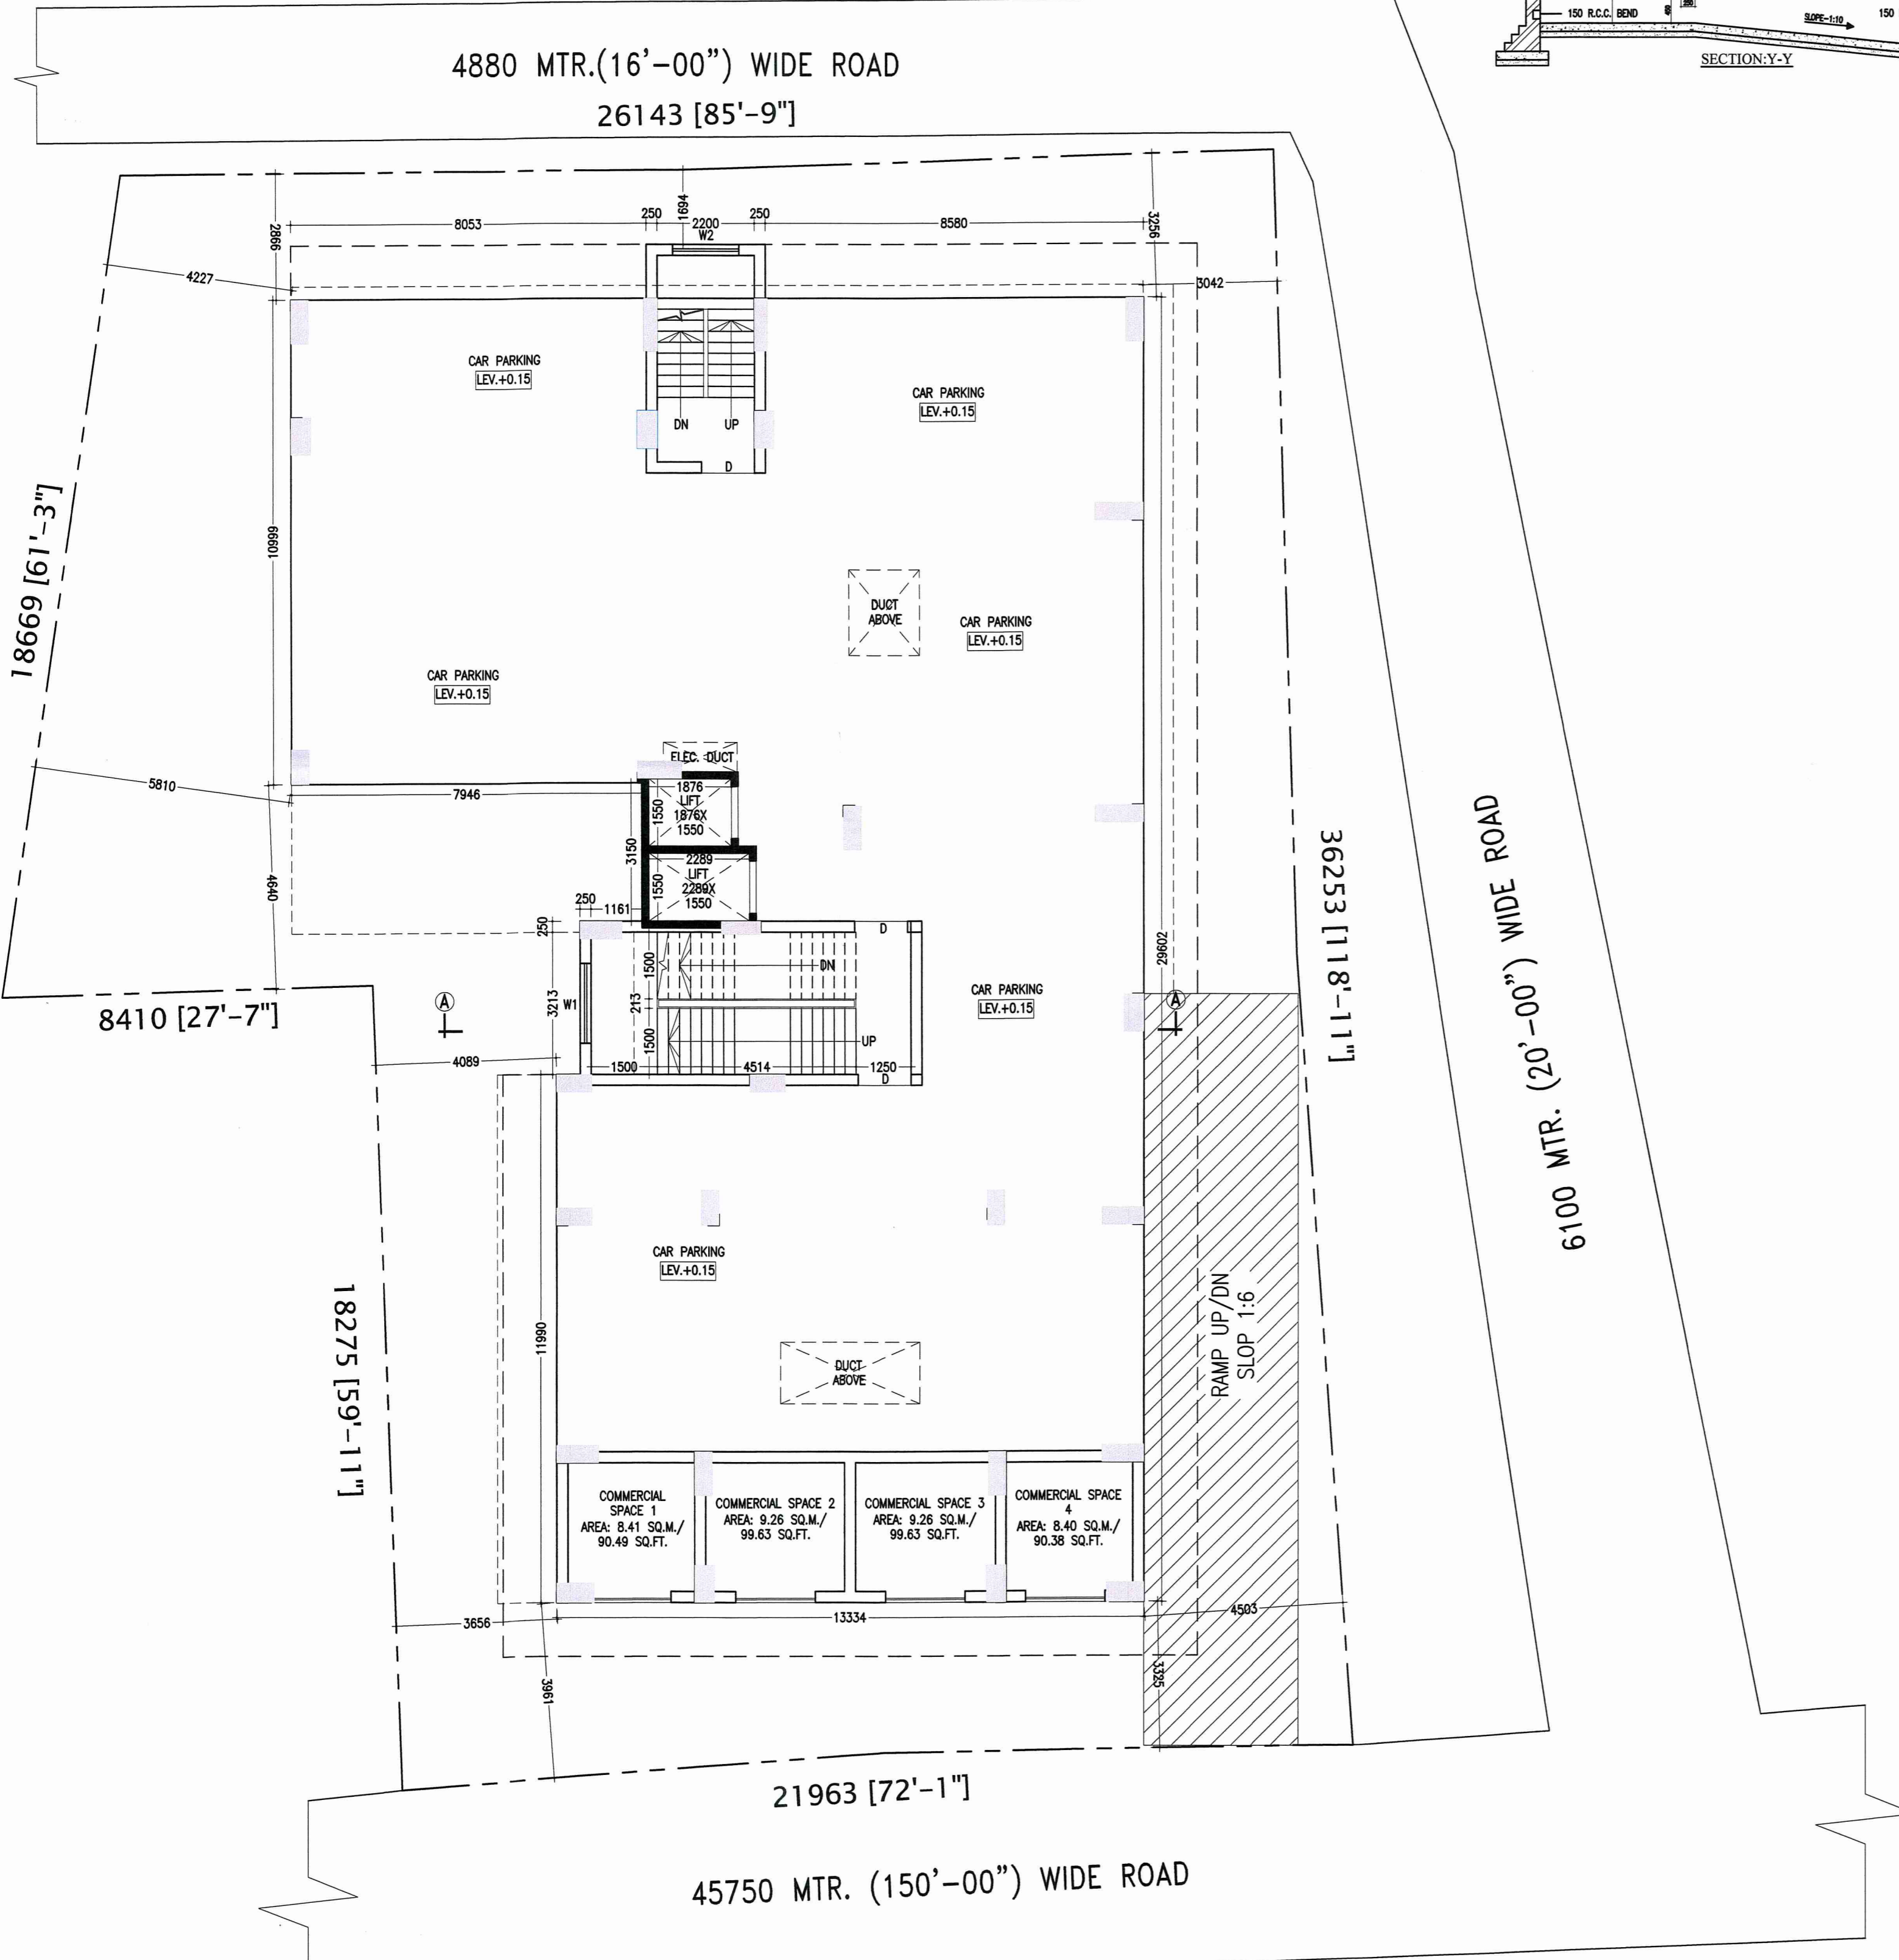 150 R.C.C. BEND
SLOPE-1:10
150
SECTION:Y-Y
4880 MTR.(16'-00") WIDE ROAD
26143 [85'-9"]
250
1694
250
8053
2200
8580
W2
2866
3256
4227
3042
CAR PARKING
LEV.+0.15
CAR PARKING
LEV.+0.15
DN
UP
D
18669 [61'-3"]
DUCT
ABOVE
CAR PARKING
LEV.+0.15
CAR PARKING
LEV.+0.15
ELEC. DUCT
5810
7946
1876
LIFT
1876X
1550
1550
3150
2289
LIFT
2289X
1550
1550
4640
250
1161
250
D
29602
36253 [118'-11"]
6100 MTR. (20'-00") WIDE ROAD
8410 [27'-7"]
A
3213
W1
1500
213
1500
DN
UP
CAR PARKING
LEV.+0.15
A
4089
1500
4514
1250
D
CAR PARKING
LEV.+0.15
11990
18275 [59'-11"]
RAMP UP/DN
SLOP 1:6
DUCT
ABOVE
COMMERCIAL
SPACE 1
AREA: 8.41 SQ.M./
90.49 SQ.FT.
COMMERCIAL SPACE 2
AREA: 9.26 SQ.M./
99.63 SQ.FT.
COMMERCIAL SPACE 3
AREA: 9.26 SQ.M./
99.63 SQ.FT.
COMMERCIAL SPACE
4
AREA: 8.40 SQ.M./
90.38 SQ.FT.
3656
13334
4503
3961
3325
21963 [72'-1"]
45750 MTR. (150'-00") WIDE ROAD